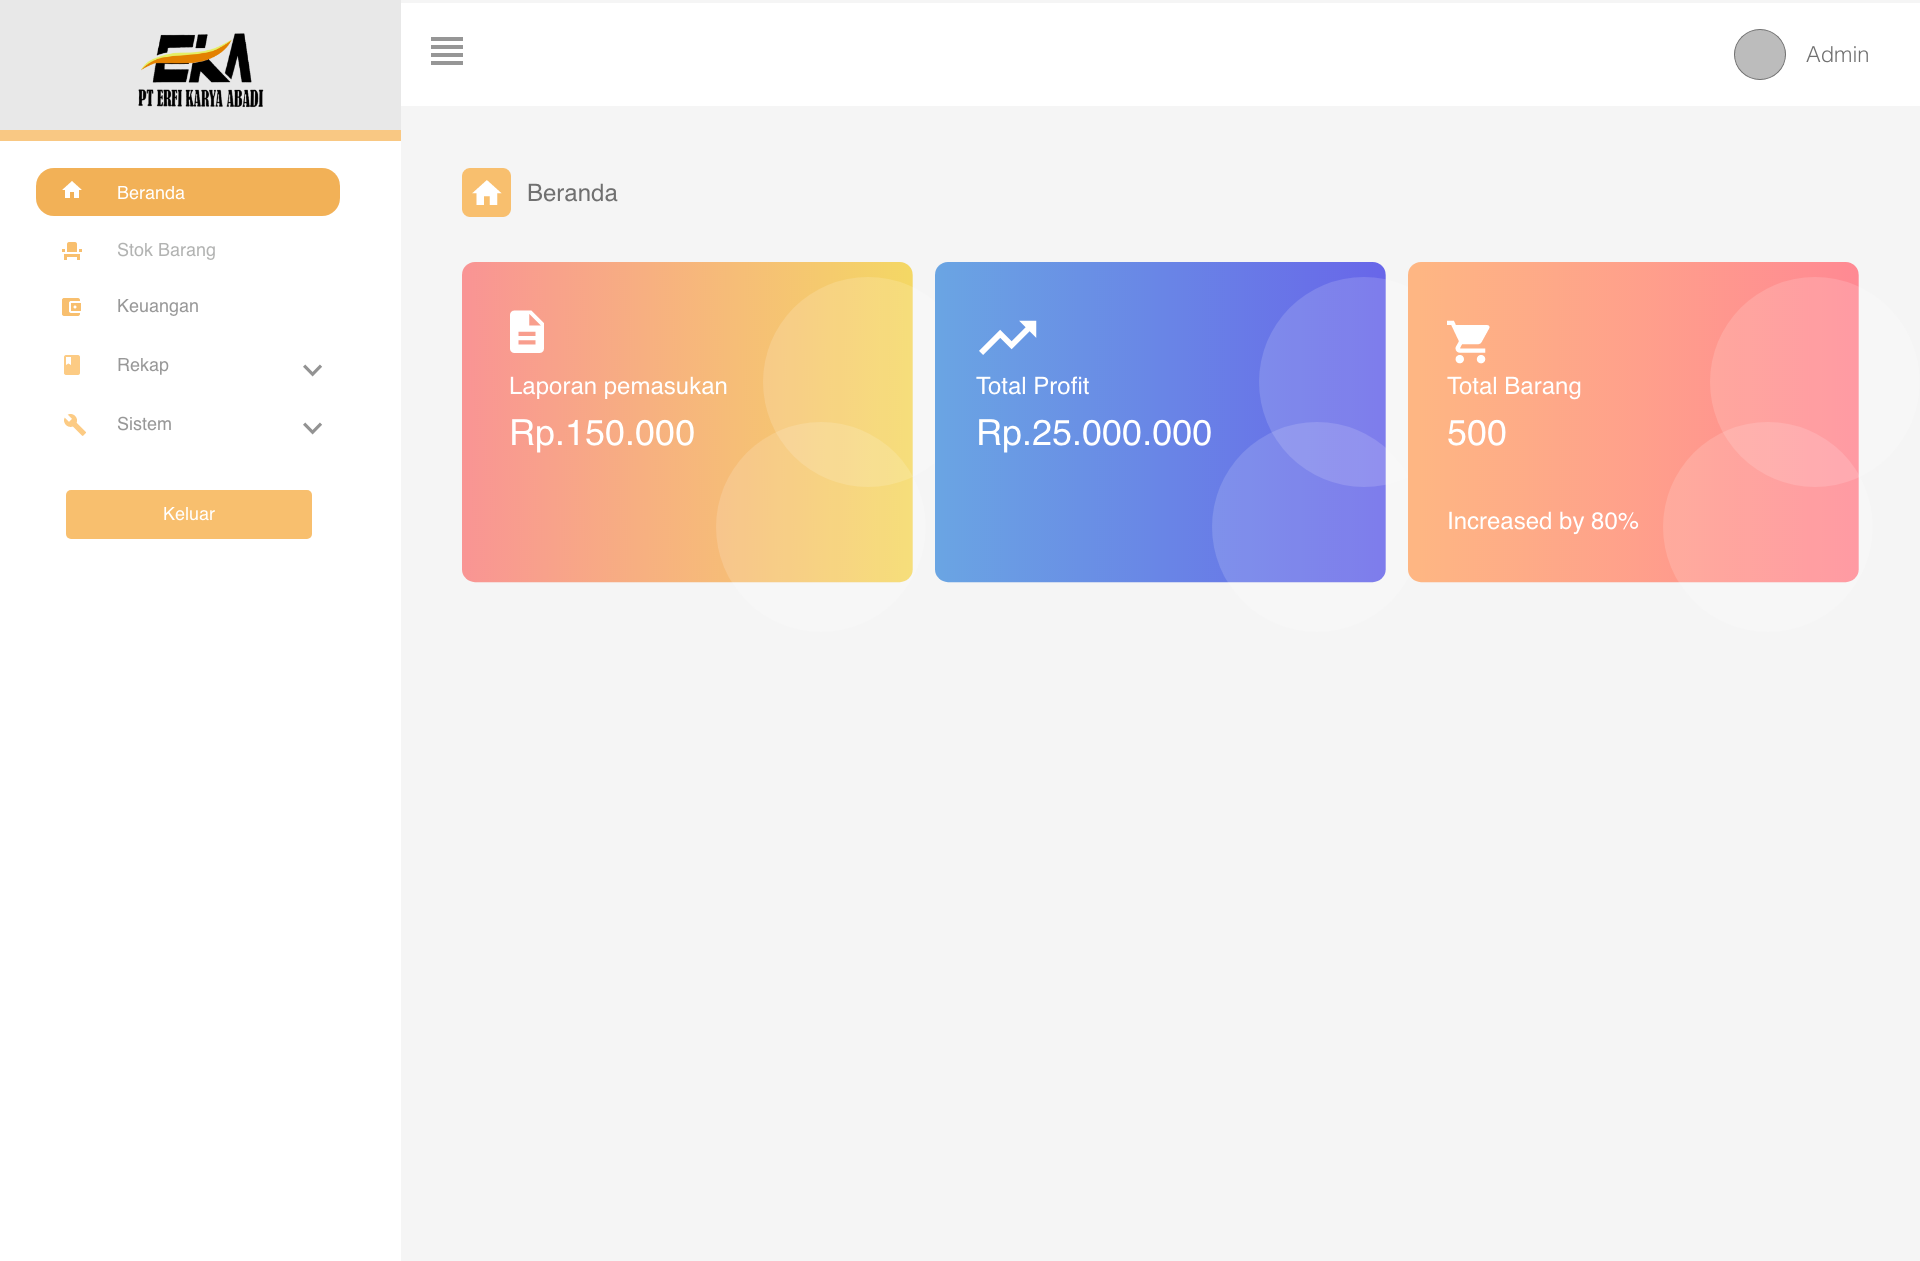 EKA
PT ERFI KARYA ABADI
Admin
Beranda
Stok Barang
Keuangan
Rekap
Sistem
Keluar
Beranda
Laporan pemasukan
Rp.150.000
Total Profit
Rp.25.000.000
Total Barang
500
Increased by 80%